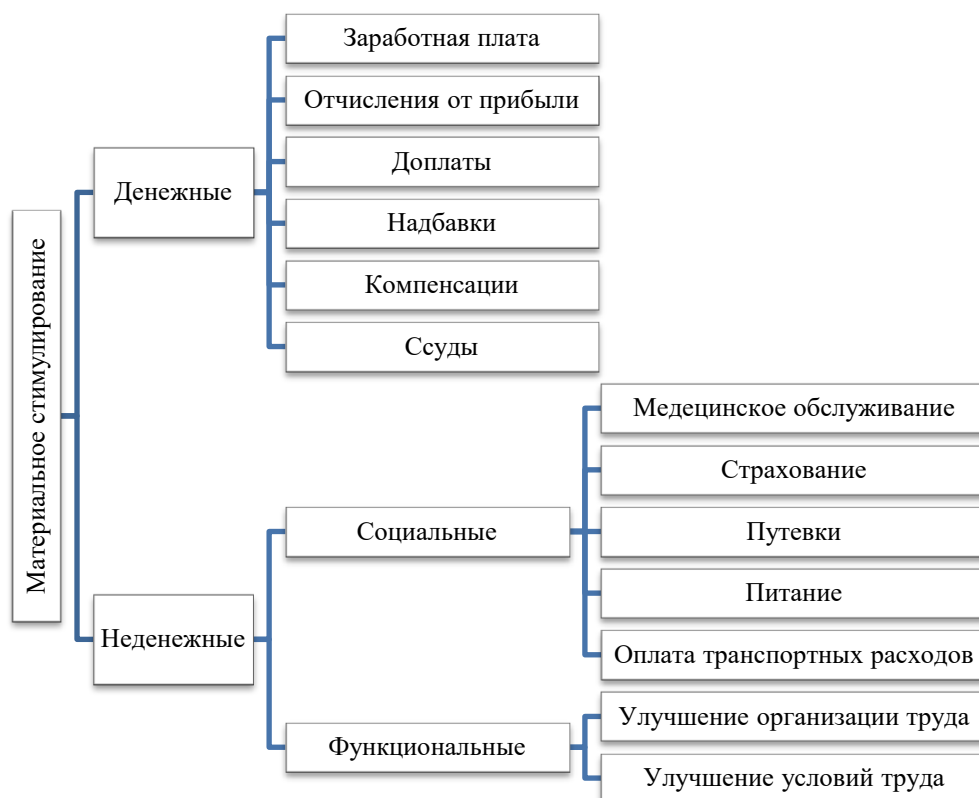 Материальное стимулирование
Денежные
Заработная плата
Отчисления от прибыли
Доплаты
Надбавки
Компенсации
Ссуды
Неденежные
Социальные
Медецинское обслуживание
Страхование
Путевки
Питание
Оплата транспортных расходов
Функциональные
Улучшение организации труда
Улучшение условий труда